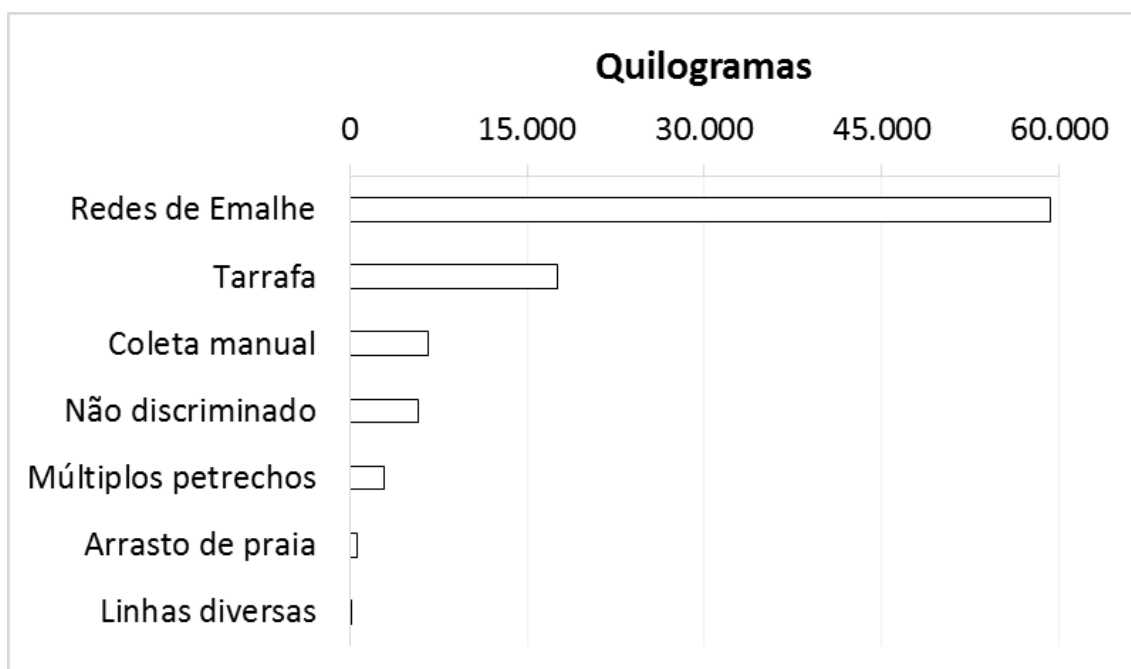 Quilogramas
0 15.000 30.000 45.000 60.000
Redes de Emalhe
Tarrafa
Coleta manual
Não discriminado
Múltiplos petrechos
Arrasto de praia
Linhas diversas